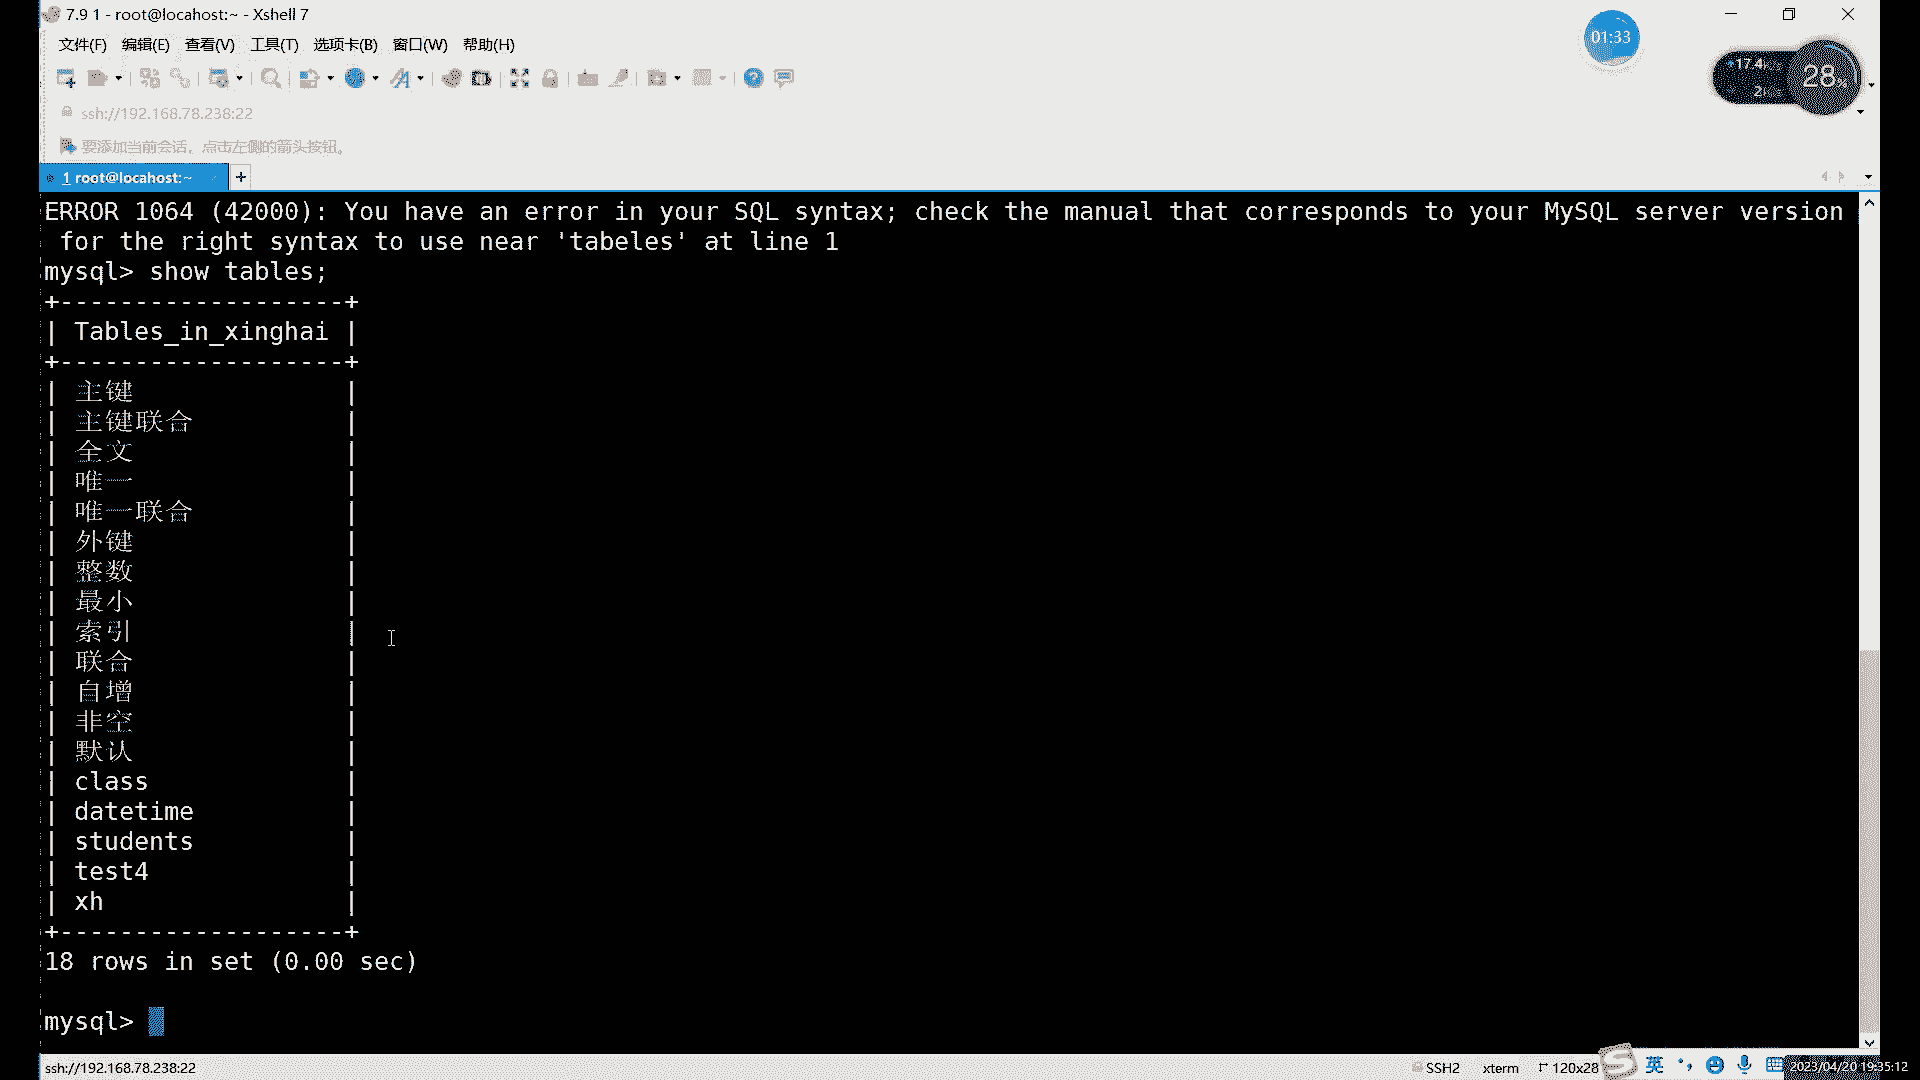 7.9 1 - root@locahost:~ - Xshell 7
01:33
文件(F) 编辑(E) 查看(V) 工具(T) 选项卡(B) 窗口(W) 帮助(H)
28%
ssh://192.168.78.238:22
要添加当前会话，点击左侧的箭头按钮。
1 root@locahost:~
ERROR 1064 (42000): You have an error in your SQL syntax; check the manual that corresponds to your MySQL server version
for the right syntax to use near 'tabeles' at line 1
mysql> show tables;
+-------------------+
| Tables_in_xinghai |
+-------------------+
| 主键 |
| 主键联合 |
| 全文 |
| 唯一 |
| 唯一联合 |
| 外键 |
| 整数 |
| 最小 |
| 索引 |
| 联合 |
| 自增 |
| 非空 |
| 默认 |
| class |
| datetime |
| students |
| test4 |
| xh |
+-------------------+
18 rows in set (0.00 sec)
mysql>
ssh://192.168.78.238:22 SSH2 xterm 120x28 英 2023/04/20 19:35:12